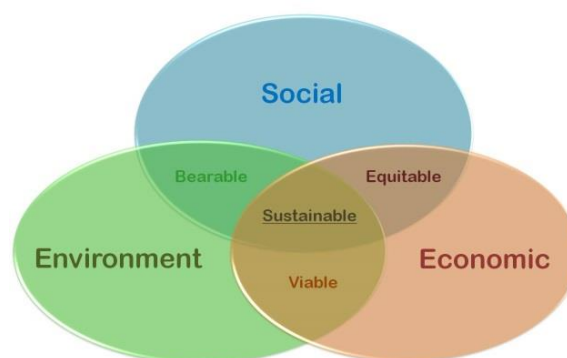 Social
Bearable
Equitable
Sustainable
Environment
Economic
Viable